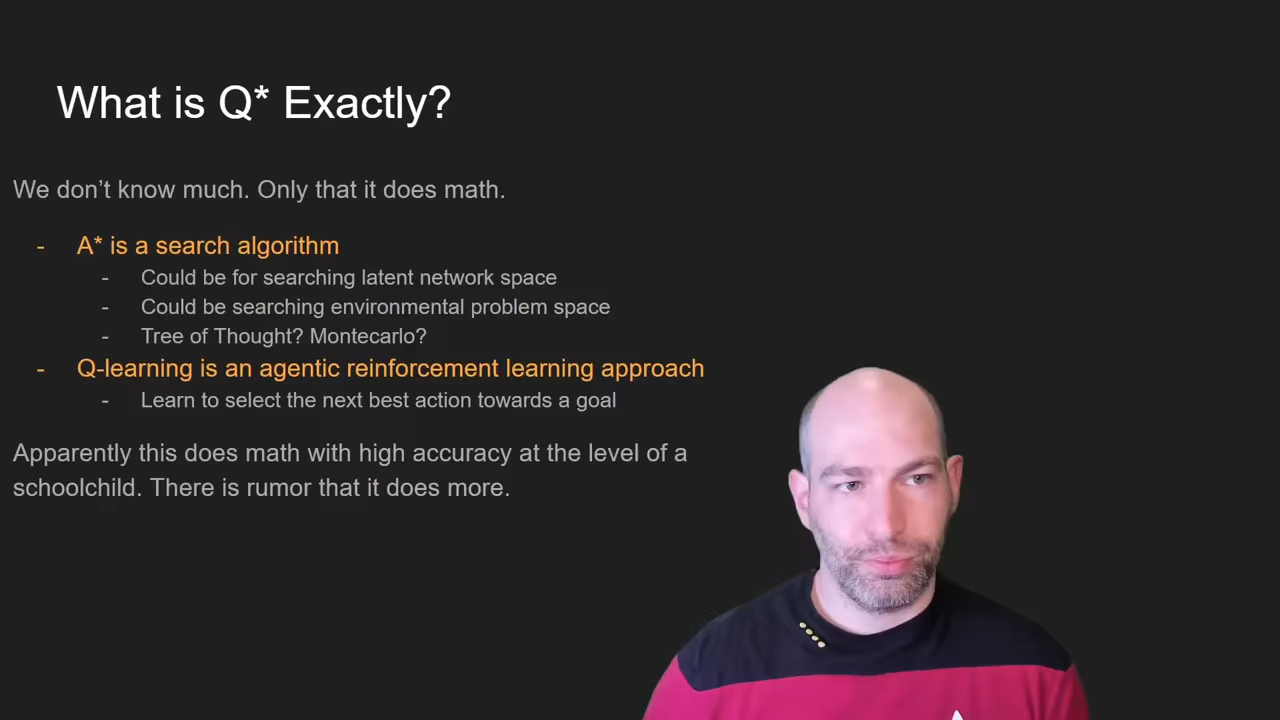 What is Q* Exactly?
We don’t know much. Only that it does math.
- A* is a search algorithm
- Could be for searching latent network space
- Could be searching environmental problem space
- Tree of Thought? Montecarlo?
- Q-learning is an agentic reinforcement learning approach
- Learn to select the next best action towards a goal
Apparently this does math with high accuracy at the level of a
schoolchild. There is rumor that it does more.